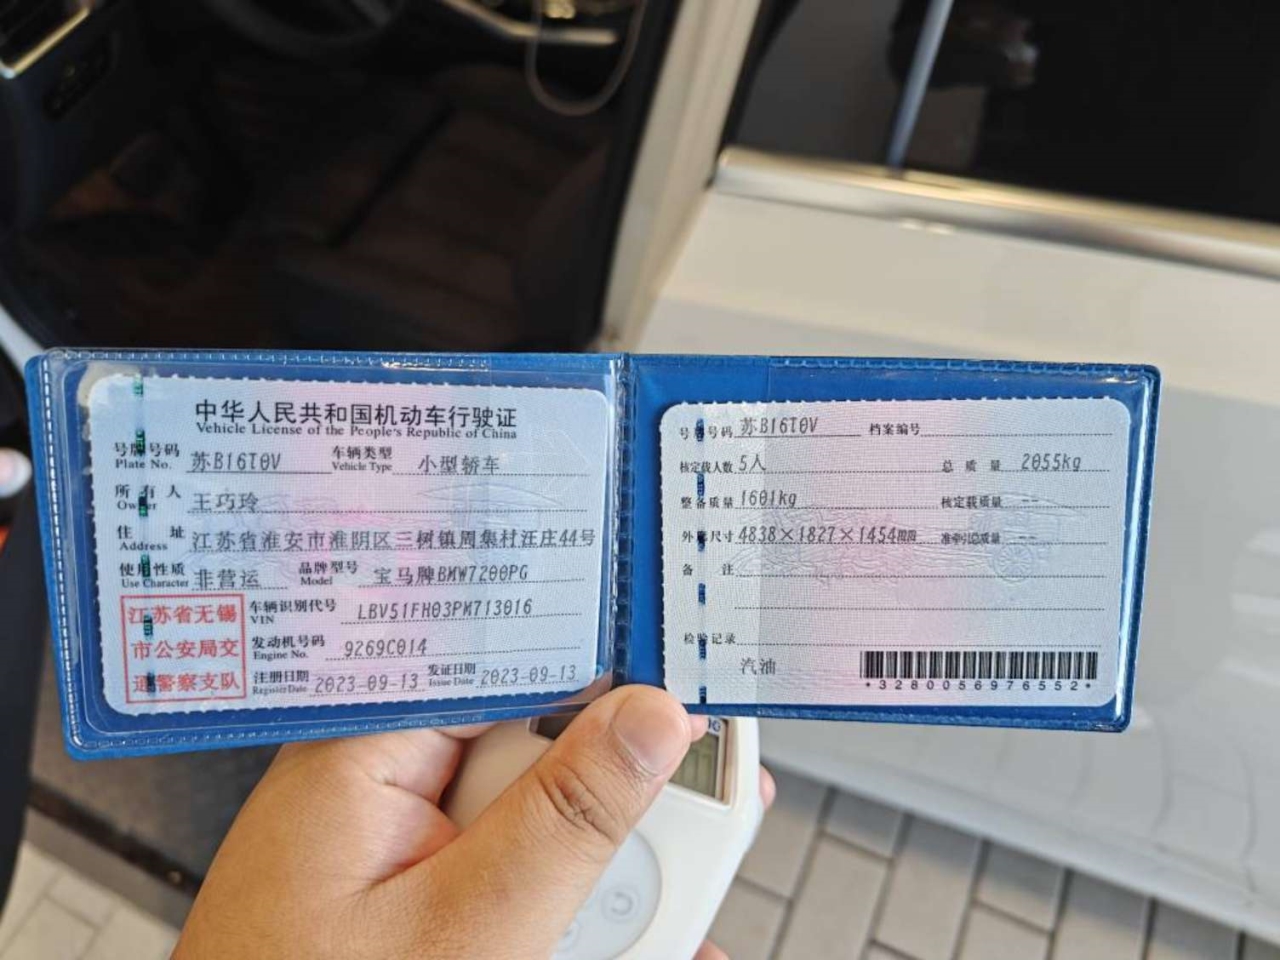 中华人民共和国机动车行驶证
Vehicle License of the People's Republic of China
号牌号码 Plate No. 苏B16T0V 车辆类型 Vehicle Type 小型轿车
所有人 Owner 王巧玲
住址 Address 江苏省淮安市淮阴区三树镇周集村汪庄44号
使用性质 Use Character 非营运 品牌型号 Model 宝马牌BMW7200PG
江苏省无锡
市公安局交
通警察支队
车辆识别代号 VIN LBV51FH03PM713016
发动机号码 Engine No. 9269C014
注册日期 Register Date 2023-09-13 发证日期 Issue Date 2023-09-13
号牌号码 苏B16T0V 档案编号
核定载人数 5人 总质量 2055kg
整备质量 1601kg 核定载质量 --
外廓尺寸 4838×1827×1454mm 准牵引总质量 --
备注
检验记录
汽油
*3280056976552*